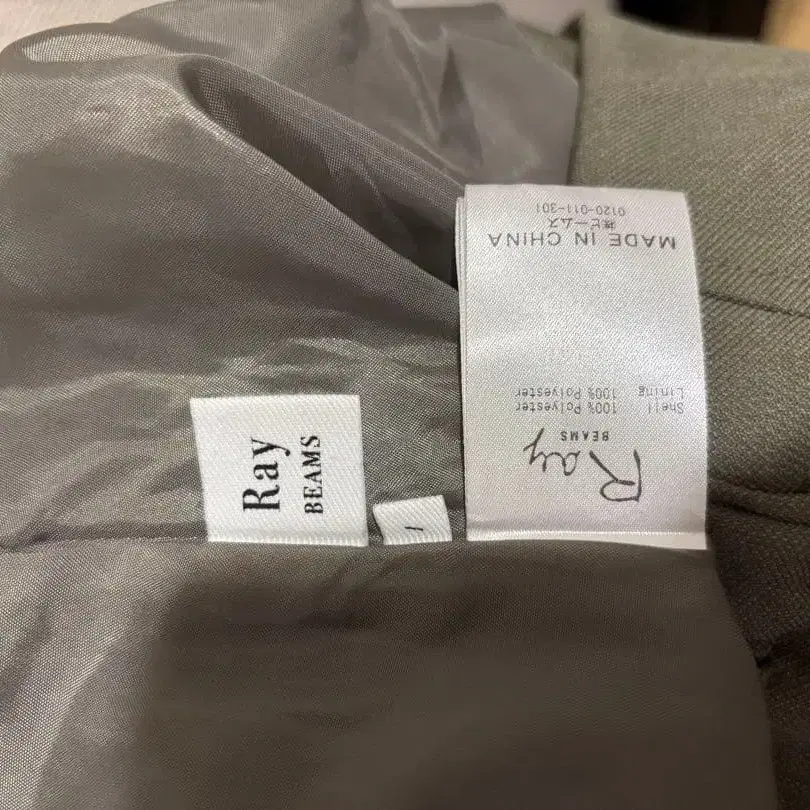 Ray
BEAMS
1
Ray
BEAMS
Shell 100% Polyester
Lining 100% Polyester
MADE IN CHINA
㈱ビームス
0120-011-301